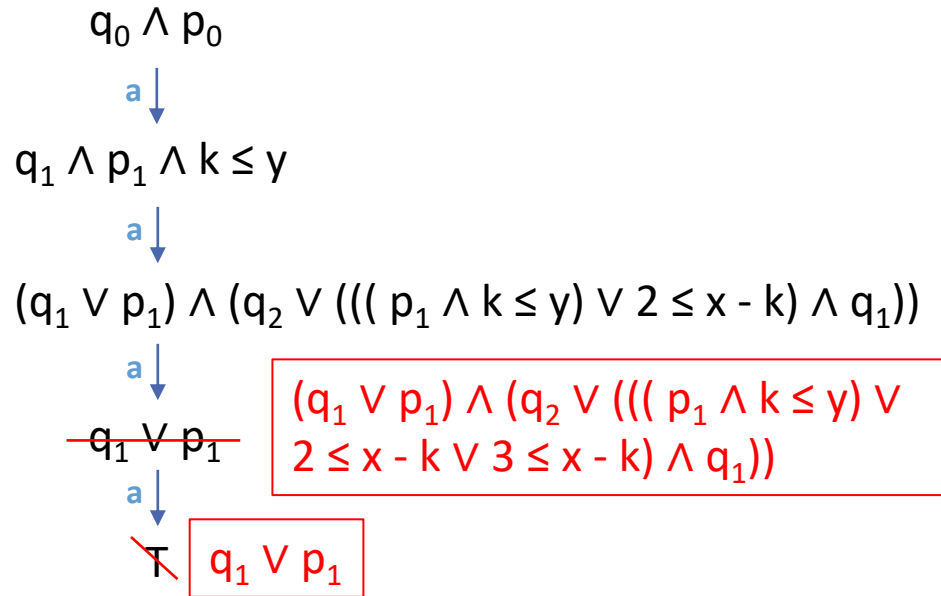 q₀ ∧ p₀
a
q₁ ∧ p₁ ∧ k ≤ y
a
(q₁ ∨ p₁) ∧ (q₂ ∨ ((( p₁ ∧ k ≤ y) ∨ 2 ≤ x - k) ∧ q₁))
a
q₁ ∨ p₁
(q₁ ∨ p₁) ∧ (q₂ ∨ ((( p₁ ∧ k ≤ y) ∨
2 ≤ x - k ∨ 3 ≤ x - k) ∧ q₁))
a
T
q₁ ∨ p₁